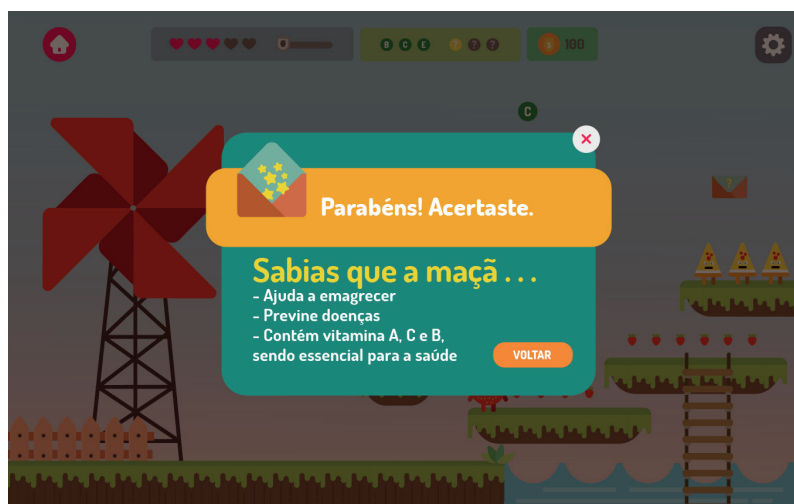 B C E ? ? ?
$ 100
C
Parabéns! Acertaste.
?
Sabias que a maçã . . .
- Ajuda a emagrecer
- Previne doenças
- Contém vitamina A, C e B,
sendo essencial para a saúde
VOLTAR